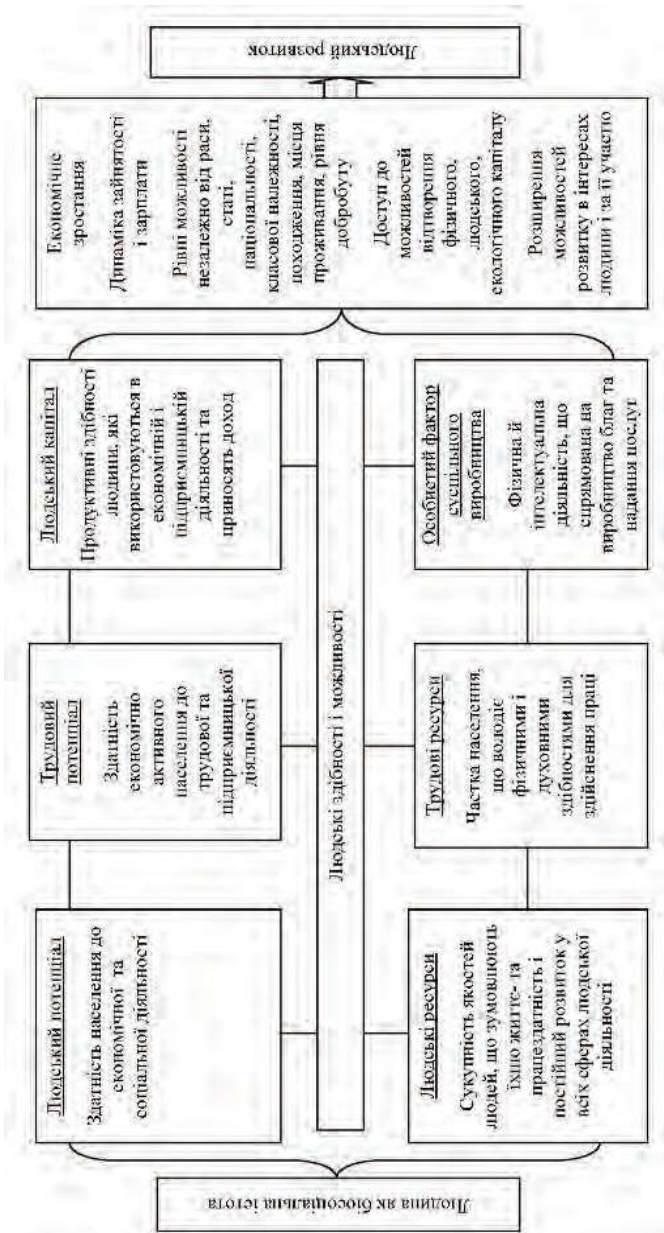 Людина як біосоціальна істота
Людський потенціал
Здатність населення до
економічної та
соціальної діяльності
Трудовий
потенціал
Здатність
економічно
активного
населення до
трудової та
підприємницької
діяльності
Людський капітал
Продуктивні здібності
людини, які
використовуються в
економічній і
підприємницькій
діяльності та
приносять доход
Людські здібності і можливості
Людські ресурси
Сукупність якостей
людей, що зумовлюють
їхню життє- та
працездатність і
постійний розвиток у
всіх сферах людської
діяльності
Трудові ресурси
Частка населення,
що володіє
фізичними і
духовними
здібностями для
здійснення праці
Особистий фактор
суспільного
виробництва
Фізична й
інтелектуальна
діяльність, що
спрямована на
виробництво благ та
надання послуг
Економічне
зростання
Динаміка зайнятості
і зарплати
Рівні можливості
незалежно від раси,
статі,
національності,
класової належності,
походження, місця
проживання, рівня
добробуту
Доступ до
можливостей
відтворення
фізичного,
людського,
екологічного капіталу
Розширення
можливостей
розвитку в інтересах
людини і за її участю
Людський розвиток